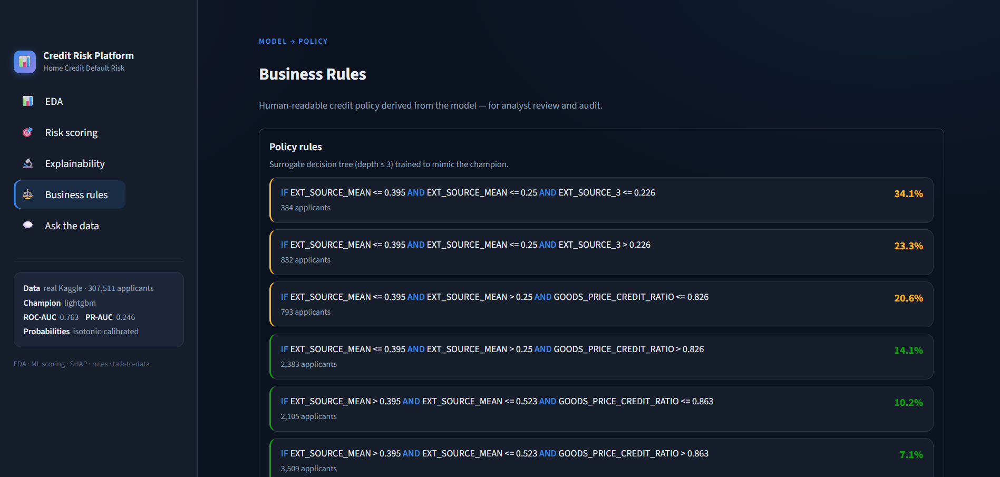 Credit Risk Platform
Home Credit Default Risk
EDA
Risk scoring
Explainability
Business rules
Ask the data
Data real Kaggle · 307,511 applicants
Champion lightgbm
ROC-AUC 0.763 PR-AUC 0.246
Probabilities isotonic-calibrated
EDA · ML scoring · SHAP · rules · talk-to-data
MODEL → POLICY
Business Rules
Human-readable credit policy derived from the model — for analyst review and audit.
Policy rules
Surrogate decision tree (depth ≤ 3) trained to mimic the champion.
IF EXT_SOURCE_MEAN <= 0.395 AND EXT_SOURCE_MEAN <= 0.25 AND EXT_SOURCE_3 <= 0.226 34.1%
384 applicants
IF EXT_SOURCE_MEAN <= 0.395 AND EXT_SOURCE_MEAN <= 0.25 AND EXT_SOURCE_3 > 0.226 23.3%
832 applicants
IF EXT_SOURCE_MEAN <= 0.395 AND EXT_SOURCE_MEAN > 0.25 AND GOODS_PRICE_CREDIT_RATIO <= 0.826 20.6%
793 applicants
IF EXT_SOURCE_MEAN <= 0.395 AND EXT_SOURCE_MEAN > 0.25 AND GOODS_PRICE_CREDIT_RATIO > 0.826 14.1%
2,383 applicants
IF EXT_SOURCE_MEAN > 0.395 AND EXT_SOURCE_MEAN <= 0.523 AND GOODS_PRICE_CREDIT_RATIO <= 0.863 10.2%
2,105 applicants
IF EXT_SOURCE_MEAN > 0.395 AND EXT_SOURCE_MEAN <= 0.523 AND GOODS_PRICE_CREDIT_RATIO > 0.863 7.1%
3,509 applicants